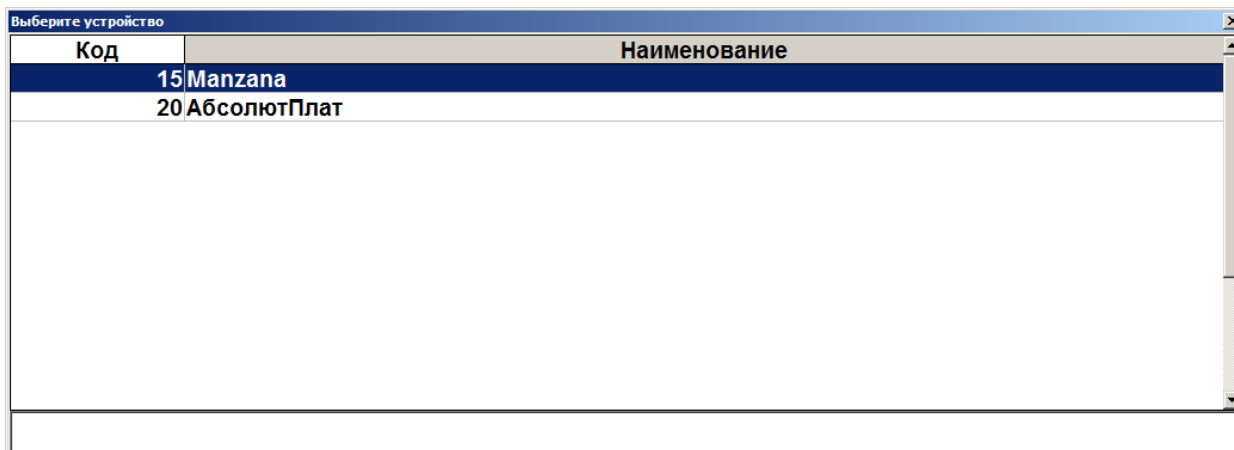 Выберите устройство
Код Наименование
15 Manzana
20 АбсолютПлат